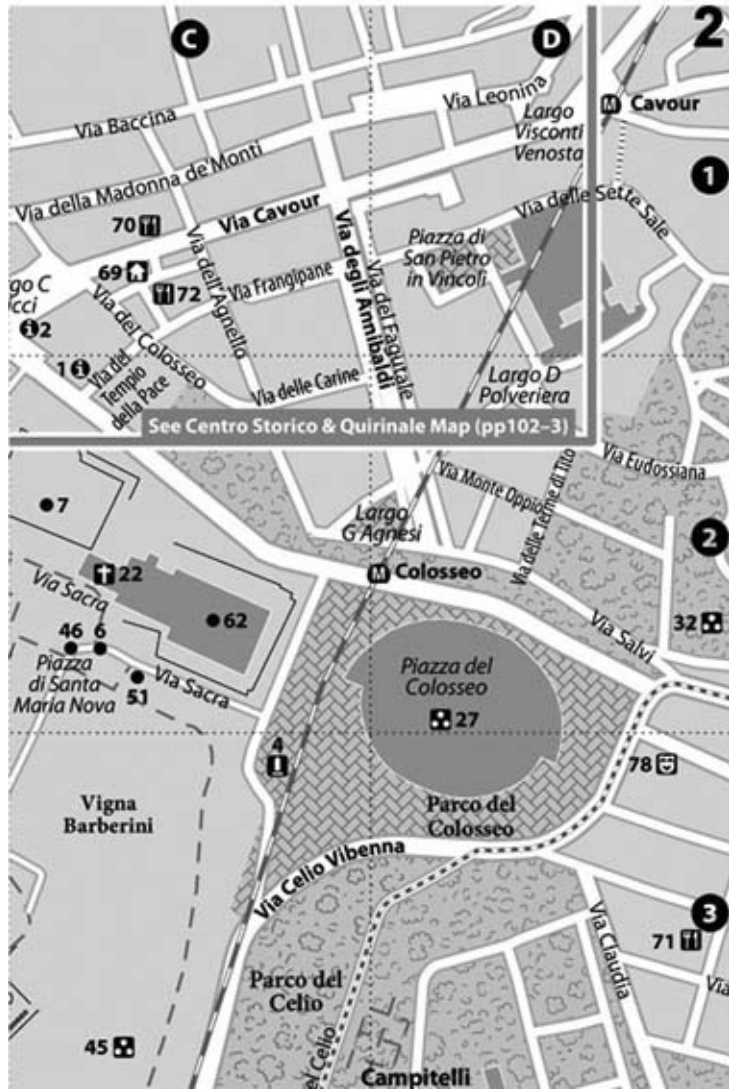 C
D
2
Via Leonina
M Cavour
Via Baccina
Largo
Visconti
Venosta
Via della Madonna de'Monti
1
Via delle Sette Sale
70
Via Cavour
Piazza di
San Pietro
in Vincoli
Via dell'Agnello
Via degli Annibaldi
Via del Fagutale
69
72
Via Frangipane
2
Via del Colosseo
1
Via del
Tempio
della Pace
Via delle Carine
Largo D
Polveriera
See Centro Storico & Quirinale Map (pp102–3)
Via Eudossiana
Via Monte Oppio
Via delle Terme di Tito
7
Largo
G Agnesi
2
M Colosseo
22
Via Sacra
62
32
Via Salvi
46 6
Piazza
di Santa
Maria Nova
51
Via Sacra
Piazza del
Colosseo
27
4
78
Vigna
Barberini
Parco del
Colosseo
Via Celio Vibenna
3
Via Claudia
71
Via
Parco del
Celio
45
el Celio
Campitelli